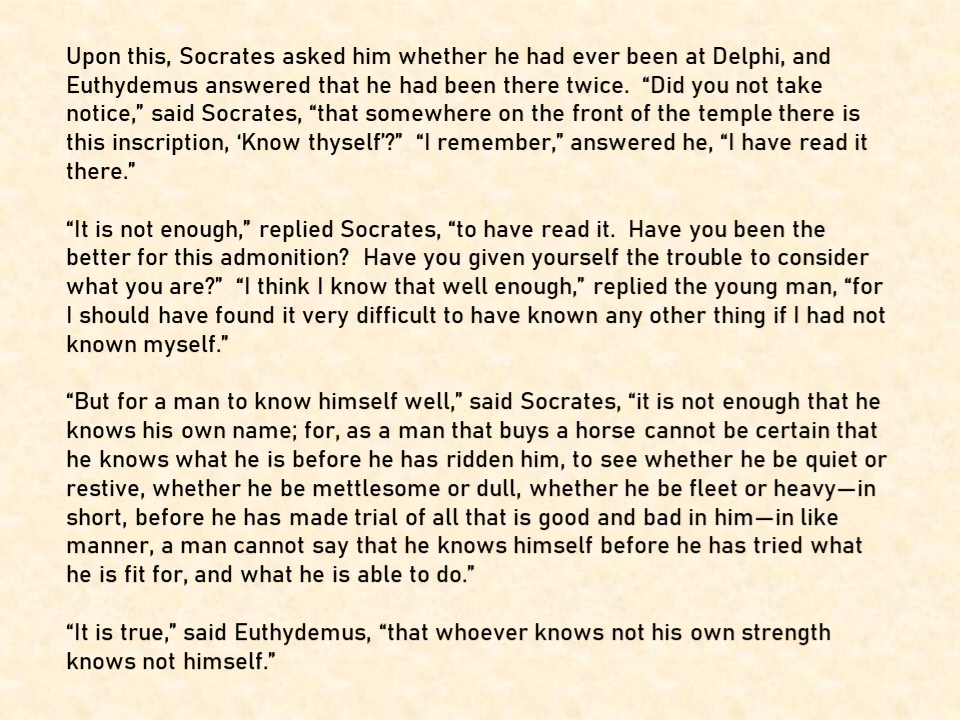 Upon this, Socrates asked him whether he had ever been at Delphi, and
Euthydemus answered that he had been there twice.  “Did you not take
notice,” said Socrates, “that somewhere on the front of the temple there is
this inscription, ‘Know thyself’?”  “I remember,” answered he, “I have read it
there.”

“It is not enough,” replied Socrates, “to have read it.  Have you been the
better for this admonition?  Have you given yourself the trouble to consider
what you are?”  “I think I know that well enough,” replied the young man, “for
I should have found it very difficult to have known any other thing if I had not
known myself.”

“But for a man to know himself well,” said Socrates, “it is not enough that he
knows his own name; for, as a man that buys a horse cannot be certain that
he knows what he is before he has ridden him, to see whether he be quiet or
restive, whether he be mettlesome or dull, whether he be fleet or heavy—in
short, before he has made trial of all that is good and bad in him—in like
manner, a man cannot say that he knows himself before he has tried what
he is fit for, and what he is able to do.”

“It is true,” said Euthydemus, “that whoever knows not his own strength
knows not himself.”